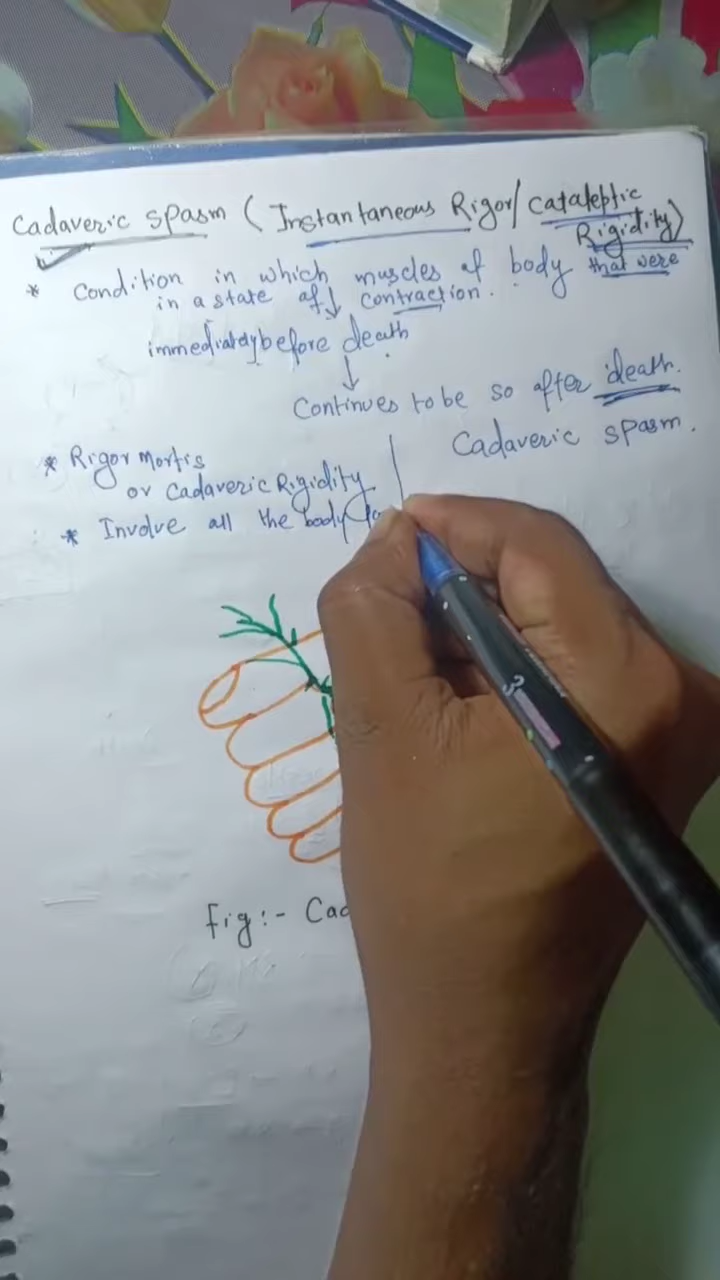 Cadaveric spasm ( Instantaneous Rigor/ Cataleptic
Rigidity)
* Condition in which muscles of body that were
in a state of contraction.
immediately before death
Continues to be so after death.
* Rigor Mortis
or Cadaveric Rigidity
Cadaveric spasm.
* Involve all the body
Fig:- Cad